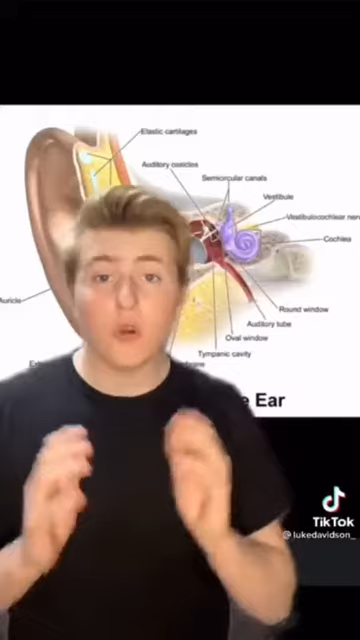 Elastic cartilages
Auditory ossicles
Semicircular canals
Vestibule
Vestibulocochlear nerv
Cochlea
Auricle
Round window
Auditory tube
Oval window
Tympanic cavity
Ear
TikTok
@lukedavidson_